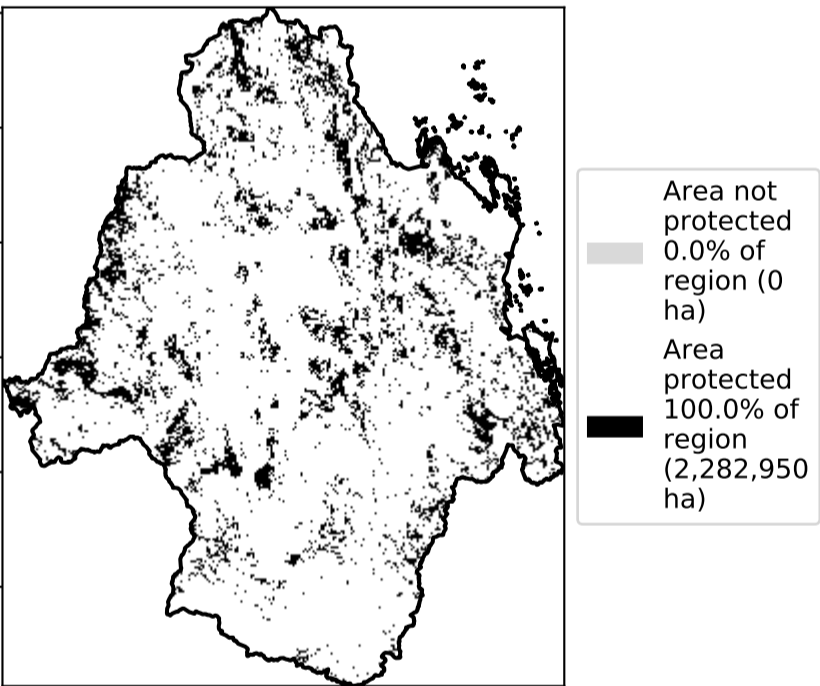 Area not
protected
0.0% of
region (0
ha)
Area
protected
100.0% of
region
(2,282,950
ha)